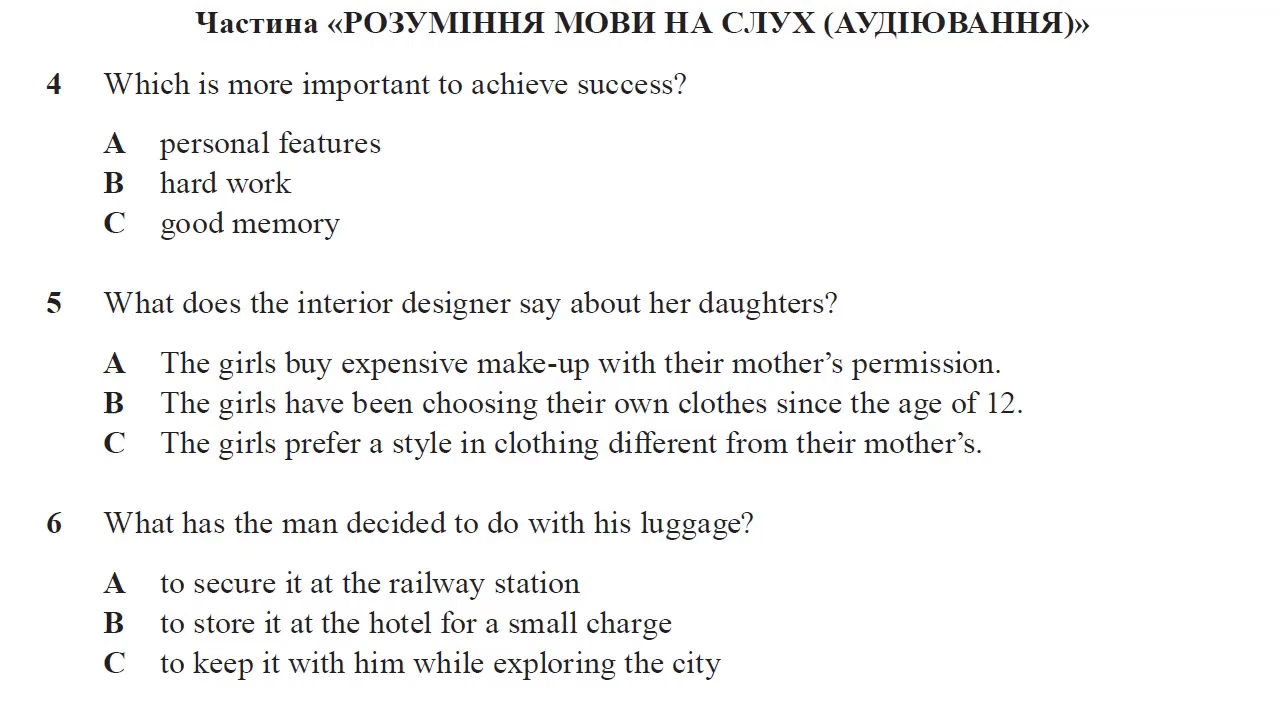 Частина «РОЗУМІННЯ МОВИ НА СЛУХ (АУДІЮВАННЯ)»
4 Which is more important to achieve success?
A personal features
B hard work
C good memory
5 What does the interior designer say about her daughters?
A The girls buy expensive make-up with their mother’s permission.
B The girls have been choosing their own clothes since the age of 12.
C The girls prefer a style in clothing different from their mother’s.
6 What has the man decided to do with his luggage?
A to secure it at the railway station
B to store it at the hotel for a small charge
C to keep it with him while exploring the city